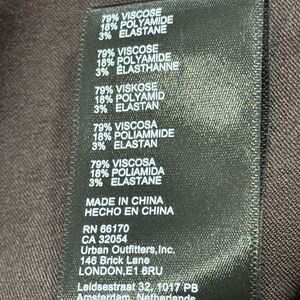 79% VISCOSE
18% POLYAMIDE
3% ELASTANE
79% VISCOSE
18% POLYAMIDE
3% ELASTHANNE
79% VISKOSE
18% POLYAMID
3% ELASTAN
79% VISCOSA
18% POLIAMMIDE
3% ELASTAN
79% VISCOSA
18% POLIAMIDA
3% ELASTANE
MADE IN CHINA
HECHO EN CHINA
RN 66170
CA 32054
Urban Outfitters,Inc.
146 Brick Lane
LONDON,E1 6RU
Leidsestraat 32, 1017 PB
Amsterdam, Netherlands